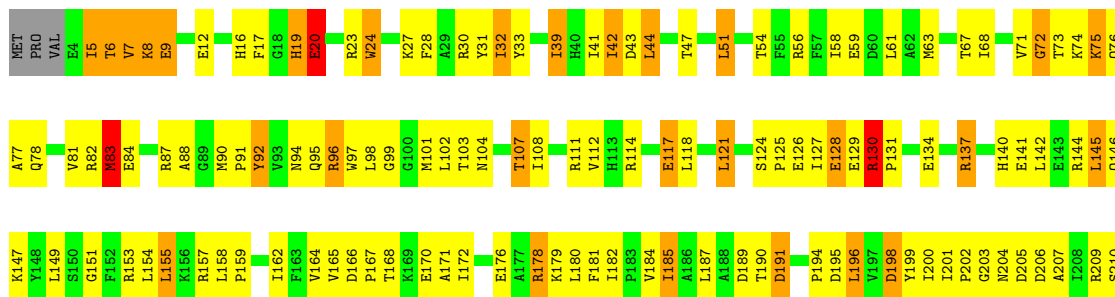 MET PRO VAL E4 I5 T6 V7 K8 E9 E12 H16 F17 G18 H19 E20 R23 W24 K27 F28 A29 R30 Y31 I32 Y33 I39 H40 I41 I42 D43 L44 T47 L51 T54 F55 R56 F57 I58 E59 D60 L61 A62 M63 T67 I68 V71 G72 T73 K74 K75
A77 Q78 V81 R82 M83 E84 R87 A88 G89 M90 P91 Y92 V93 N94 Q95 R96 W97 L98 G99 G100 M101 L102 T103 N104 T107 I108 R111 V112 H113 R114 E117 L118 L121 S124 P125 E126 I127 E128 E129 R130 P131 E134 R137 H140 E141 L142 E143 R144 L145
K147 Y148 L149 S150 G151 F152 R153 L154 L155 K156 R157 L158 P159 I162 F163 V164 V165 D166 P167 T168 K169 E170 A171 I172 E176 A177 R178 K179 L180 F181 I182 P183 V184 I185 A186 L187 A188 D189 T190 D191 P194 D195 L196 V197 D198 Y199 I200 I201 P202 G203 N204 D205 D206 A207 I208 R209